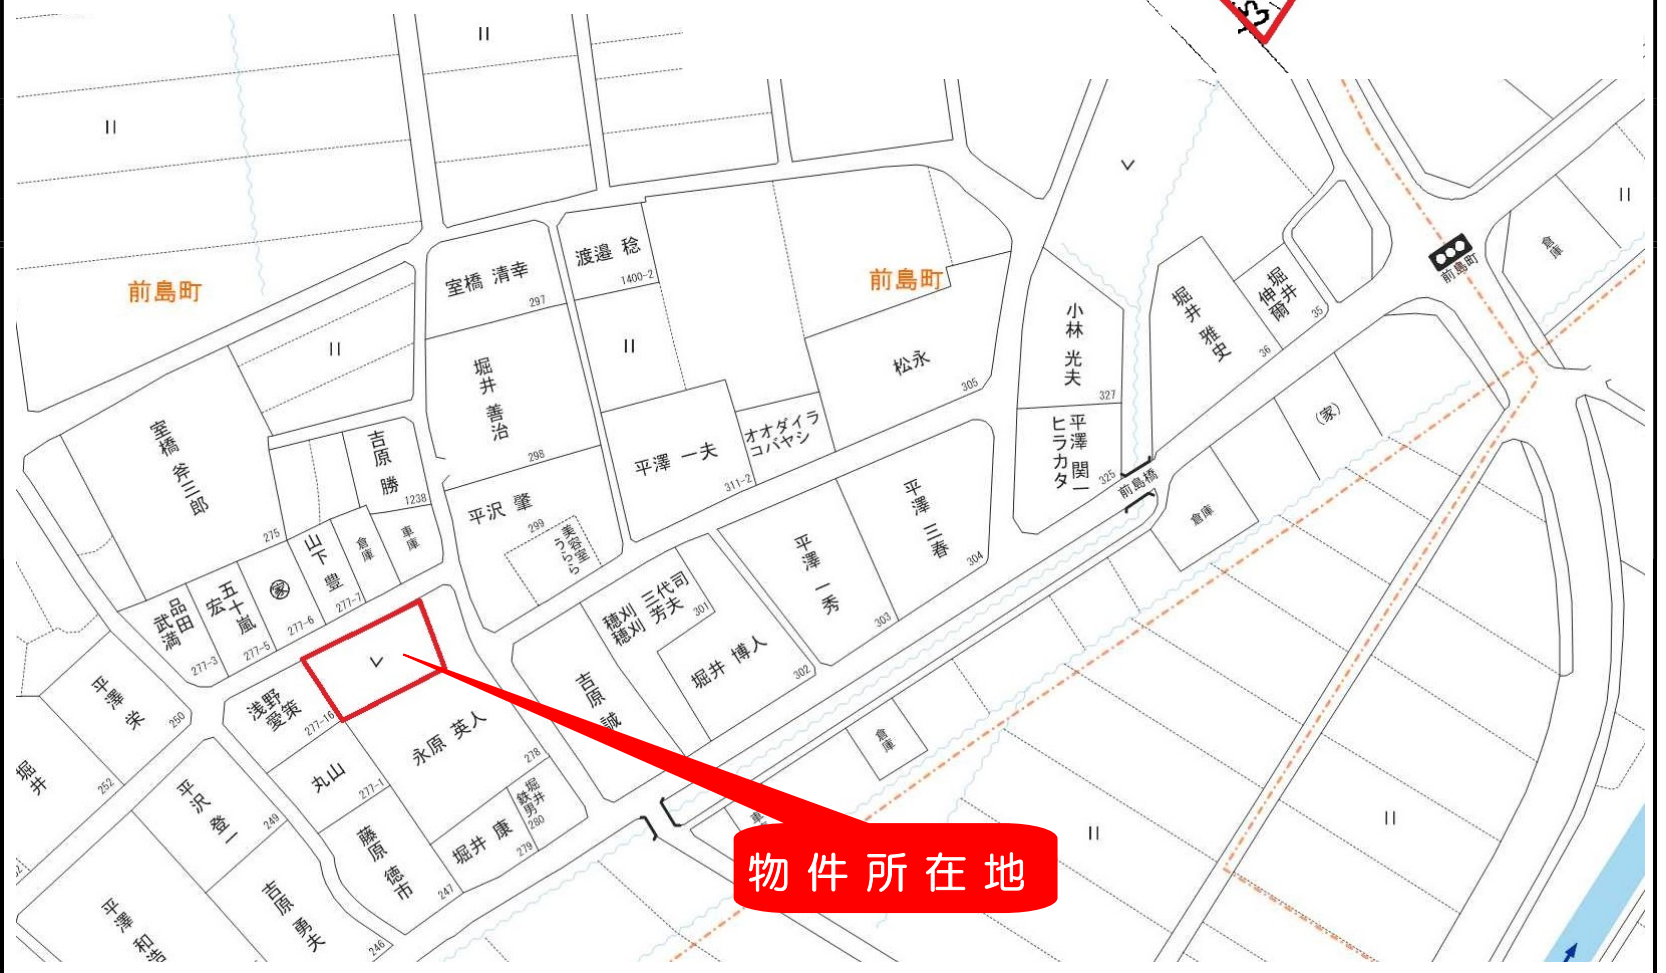 前島町
前島町
室橋 清幸
297
渡邉 稔
1400-2
堀井 善治
298
松永
305
小林 光夫
327
堀井 雅史
36
堀井
伸爾
35
前島町
倉庫
室橋 斧三郎
275
吉原 勝
1238
平沢 肇
299
美容室
うらら
平澤 一夫
311-2
オオダイラ
コバヤシ
平澤 関一
ヒラカタ
325
前島橋
(家)
倉庫
山下 豊
277-7
倉庫
車庫
品田
武満
277-3
五十嵐
宏
277-5
家
277-6
穂刈 三代司
穂刈 芳夫
301
堀井 博人
302
平澤 一秀
303
平澤 三春
304
平澤 栄
250
浅野
愛策
277-16
永原 英人
278
吉原 誠
倉庫
堀井
252
丸山
277-1
平沢 登一
249
藤原 徳市
247
堀井 康
279
堀井
鉄男
280
物件所在地
平澤 和浩
吉原 勇夫
246